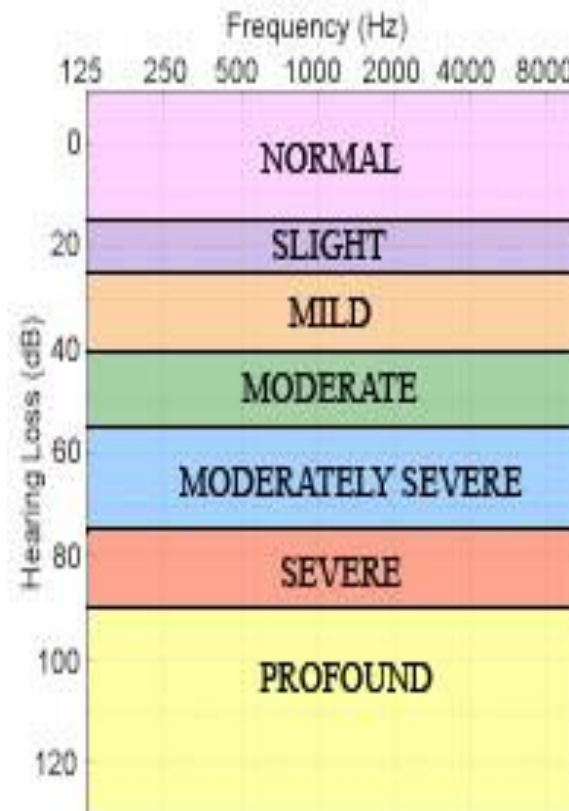 Frequency (Hz)
125 250 500 1000 2000 4000 8000
Hearing Loss (dB)
0
NORMAL
20
SLIGHT
MILD
40
MODERATE
60
MODERATELY SEVERE
80
SEVERE
100
PROFOUND
120